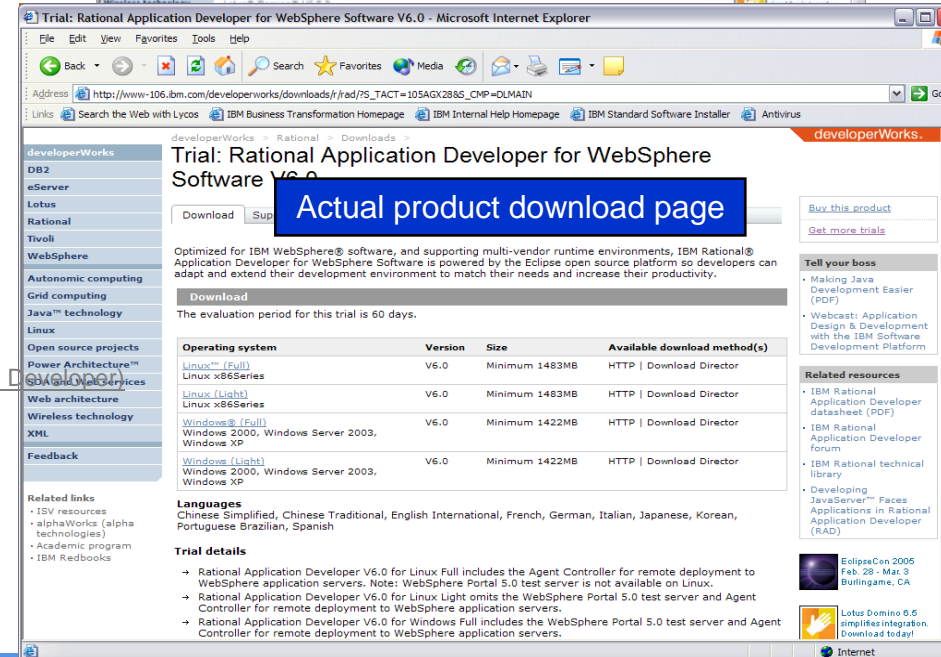 Trial: Rational Application Developer for WebSphere Software V6.0 - Microsoft Internet Explorer
File Edit View Favorites Tools Help
Back Search Favorites Media
Address http://www-106.ibm.com/developerworks/downloads/r/rad/?S_TACT=105AGX28&S_CMP=DLMAIN Go
Links Search the Web with Lycos IBM Business Transformation Homepage IBM Internal Help Homepage IBM Standard Software Installer Antivirus
developerWorks > Rational > Downloads >
developerWorks.
Trial: Rational Application Developer for WebSphere
Software V6.0
Actual product download page
Download
developerWorks
DB2
eServer
Lotus
Rational
Tivoli
WebSphere
Autonomic computing
Grid computing
Java™ technology
Linux
Open source projects
Power Architecture™
SOA and Web services
Developer)
Web architecture
Wireless technology
XML
Feedback
Related links
· ISV resources
· alphaWorks (alpha
technologies)
· Academic program
· IBM Redbooks
Optimized for IBM WebSphere® software, and supporting multi-vendor runtime environments, IBM Rational®
Application Developer for WebSphere Software is powered by the Eclipse open source platform so developers can
adapt and extend their development environment to match their needs and increase their productivity.
Download
The evaluation period for this trial is 60 days.
Operating system Version Size Available download method(s)
Linux™ (Full) V6.0 Minimum 1483MB HTTP | Download Director
Linux x86Series
Linux (Light) V6.0 Minimum 1483MB HTTP | Download Director
Linux x86Series
Windows® (Full) V6.0 Minimum 1422MB HTTP | Download Director
Windows 2000, Windows Server 2003,
Windows XP
Windows (Light) V6.0 Minimum 1422MB HTTP | Download Director
Windows 2000, Windows Server 2003,
Windows XP
Languages
Chinese Simplified, Chinese Traditional, English International, French, German, Italian, Japanese, Korean,
Portuguese Brazilian, Spanish
Trial details
→ Rational Application Developer V6.0 for Linux Full includes the Agent Controller for remote deployment to
WebSphere application servers. Note: WebSphere Portal 5.0 test server is not available on Linux.
→ Rational Application Developer V6.0 for Linux Light omits the WebSphere Portal 5.0 test server and Agent
Controller for remote deployment to WebSphere application servers.
→ Rational Application Developer V6.0 for Windows Full includes the WebSphere Portal 5.0 test server and Agent
Controller for remote deployment to WebSphere application servers.
Buy this product
Get more trials
Tell your boss
· Making Java
Development Easier
(PDF)
· Webcast: Application
Design & Development
with the IBM Software
Development Platform
Related resources
· IBM Rational
Application Developer
datasheet (PDF)
· IBM Rational
Application Developer
forum
· IBM Rational technical
library
· Developing
JavaServer™ Faces
Applications in Rational
Application Developer
(RAD)
EclipseCon 2005
Feb. 28 - Mar. 3
Burlingame, CA
Lotus Domino 6.5
simplifies integration.
Download today!
Internet